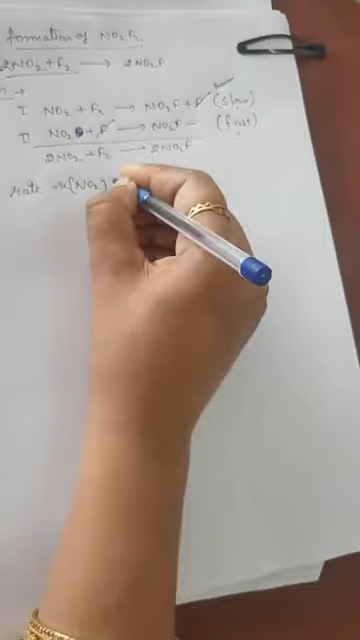 formation of NO₂F.
2NO₂ + F₂ ⟶ 2NO₂F
I NO₂ + F₂ ⟶ NO₂F + F (Slow)
II NO₂ + F ⟶ NO₂F (Fast)
2NO₂ + F₂ ⟶ 2NO₂F
rate = k[NO₂]